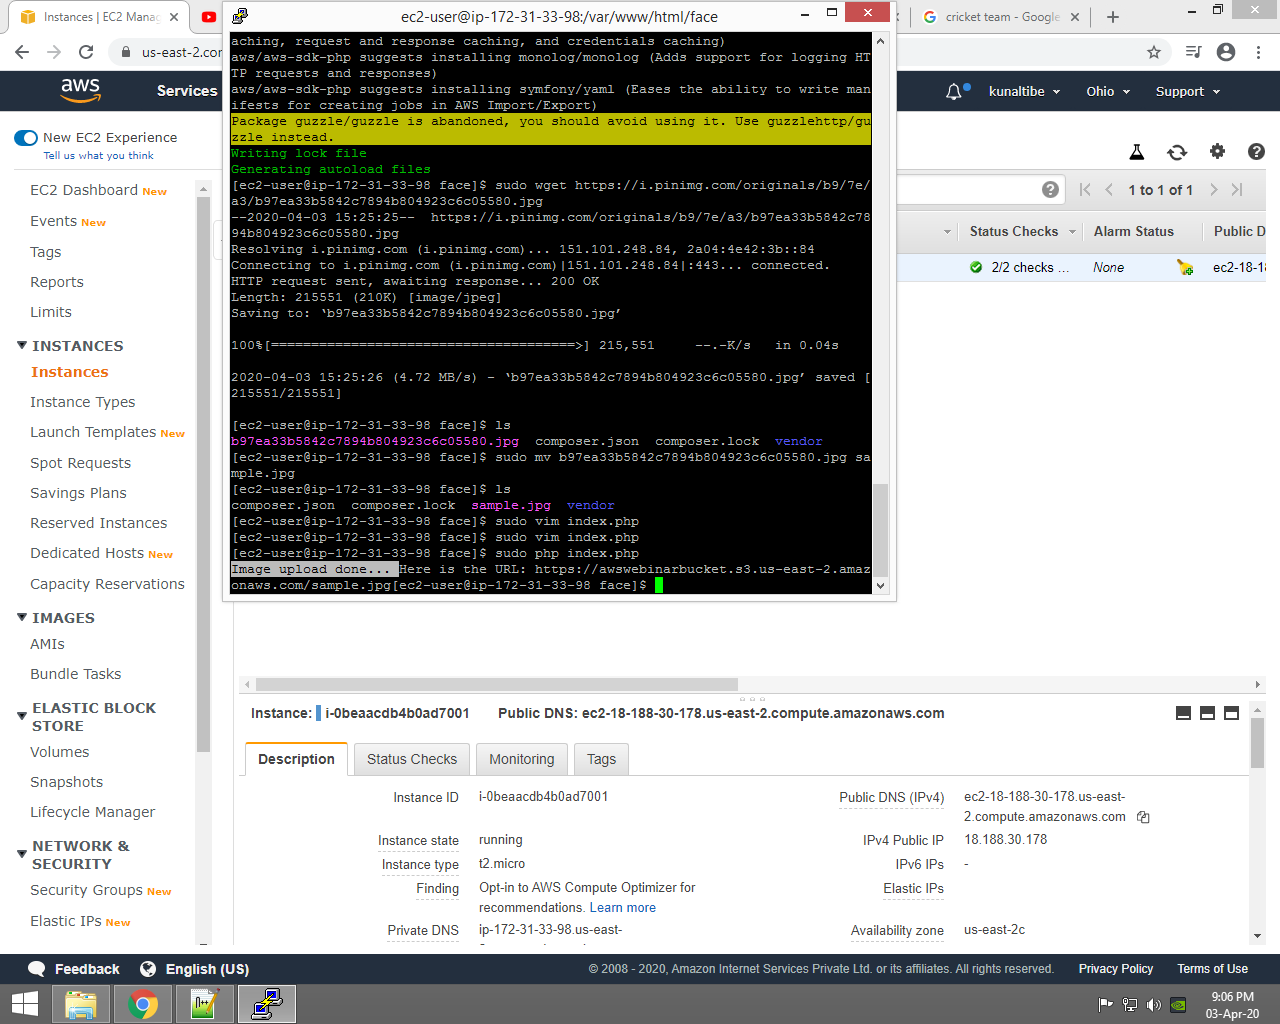 Instances | EC2 Manag
cricket team - Google
us-east-2.con
ec2-user@ip-172-31-33-98:/var/www/html/face
aching, request and response caching, and credentials caching)
aws/aws-sdk-php suggests installing monolog/monolog (Adds support for logging HT
TP requests and responses)
aws/aws-sdk-php suggests installing symfony/yaml (Eases the ability to write man
ifests for creating jobs in AWS Import/Export)
Package guzzle/guzzle is abandoned, you should avoid using it. Use guzzlehttp/gu
zzle instead.
Writing lock file
Generating autoload files
[ec2-user@ip-172-31-33-98 face]$ sudo wget https://i.pinimg.com/originals/b9/7e/
a3/b97ea33b5842c7894b804923c6c05580.jpg
--2020-04-03 15:25:25--  https://i.pinimg.com/originals/b9/7e/a3/b97ea33b5842c78
94b804923c6c05580.jpg
Resolving i.pinimg.com (i.pinimg.com)... 151.101.248.84, 2a04:4e42:3b::84
Connecting to i.pinimg.com (i.pinimg.com)|151.101.248.84|:443... connected.
HTTP request sent, awaiting response... 200 OK
Length: 215551 (210K) [image/jpeg]
Saving to: ‘b97ea33b5842c7894b804923c6c05580.jpg’
100%[======================================>] 215,551     --.-K/s   in 0.04s
2020-04-03 15:25:26 (4.72 MB/s) - ‘b97ea33b5842c7894b804923c6c05580.jpg’ saved [
215551/215551]
[ec2-user@ip-172-31-33-98 face]$ ls
b97ea33b5842c7894b804923c6c05580.jpg  composer.json  composer.lock  vendor
[ec2-user@ip-172-31-33-98 face]$ sudo mv b97ea33b5842c7894b804923c6c05580.jpg sa
mple.jpg
[ec2-user@ip-172-31-33-98 face]$ ls
composer.json  composer.lock  sample.jpg  vendor
[ec2-user@ip-172-31-33-98 face]$ sudo vim index.php
[ec2-user@ip-172-31-33-98 face]$ sudo vim index.php
[ec2-user@ip-172-31-33-98 face]$ sudo php index.php
Image upload done... Here is the URL: https://awswebinarbucket.s3.us-east-2.amaz
onaws.com/sample.jpg[ec2-user@ip-172-31-33-98 face]$
aws
Services
kunaltibe
Ohio
Support
New EC2 Experience
Tell us what you think
EC2 Dashboard New
Events New
Tags
Reports
Limits
INSTANCES
Instances
Instance Types
Launch Templates New
Spot Requests
Savings Plans
Reserved Instances
Dedicated Hosts New
Capacity Reservations
IMAGES
AMIs
Bundle Tasks
ELASTIC BLOCK
STORE
Volumes
Snapshots
Lifecycle Manager
NETWORK &
SECURITY
Security Groups New
Elastic IPs New
1 to 1 of 1
Status Checks
Alarm Status
Public D
2/2 checks ...
None
ec2-18-18
Instance: i-0beaacdb4b0ad7001
Public DNS: ec2-18-188-30-178.us-east-2.compute.amazonaws.com
Description
Status Checks
Monitoring
Tags
Instance ID i-0beaacdb4b0ad7001
Instance state running
Instance type t2.micro
Finding Opt-in to AWS Compute Optimizer for
recommendations. Learn more
Private DNS ip-172-31-33-98.us-east-
Public DNS (IPv4) ec2-18-188-30-178.us-east-
2.compute.amazonaws.com
IPv4 Public IP 18.188.30.178
IPv6 IPs -
Elastic IPs
Availability zone us-east-2c
Feedback
English (US)
© 2008 - 2020, Amazon Internet Services Private Ltd. or its affiliates. All rights reserved.
Privacy Policy
Terms of Use
9:06 PM
03-Apr-20